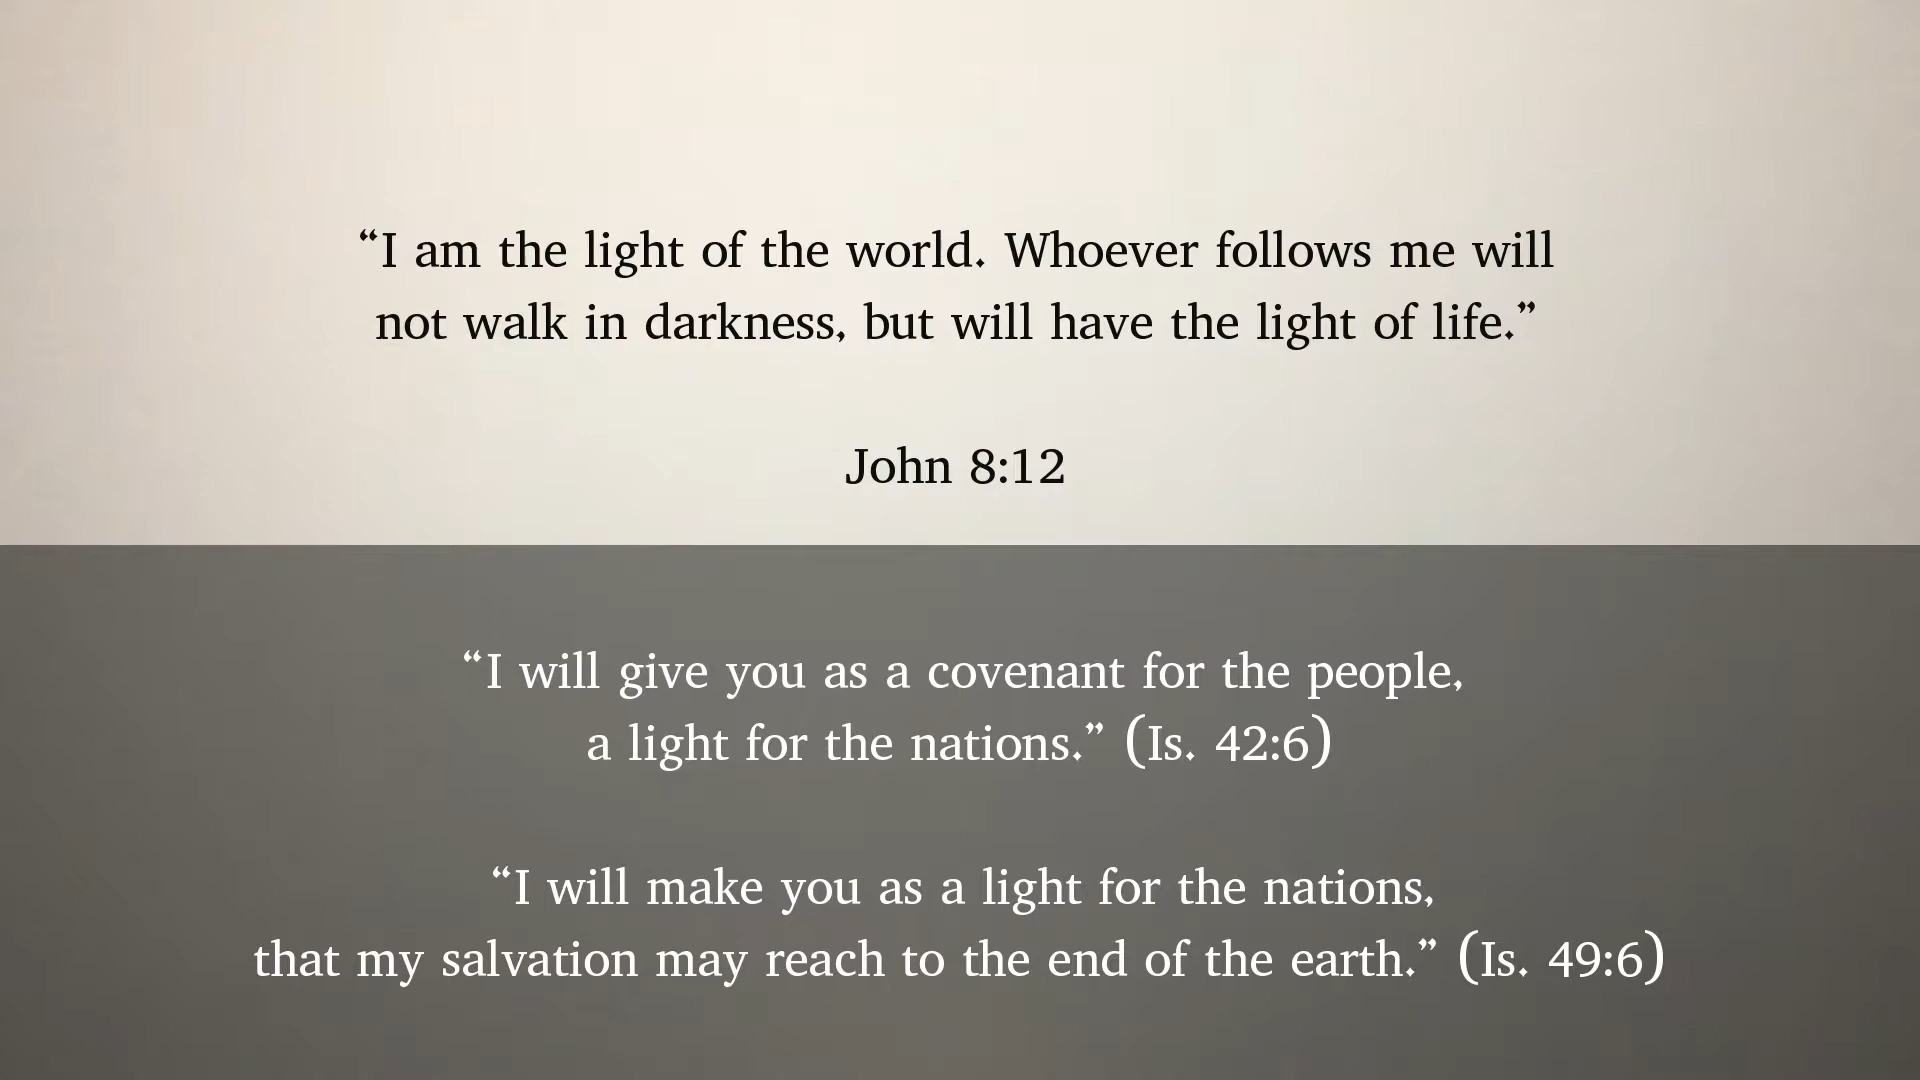 “I am the light of the world. Whoever follows me will
not walk in darkness, but will have the light of life.”
John 8:12
“I will give you as a covenant for the people,
a light for the nations.” (Is. 42:6)
“I will make you as a light for the nations,
that my salvation may reach to the end of the earth.” (Is. 49:6)